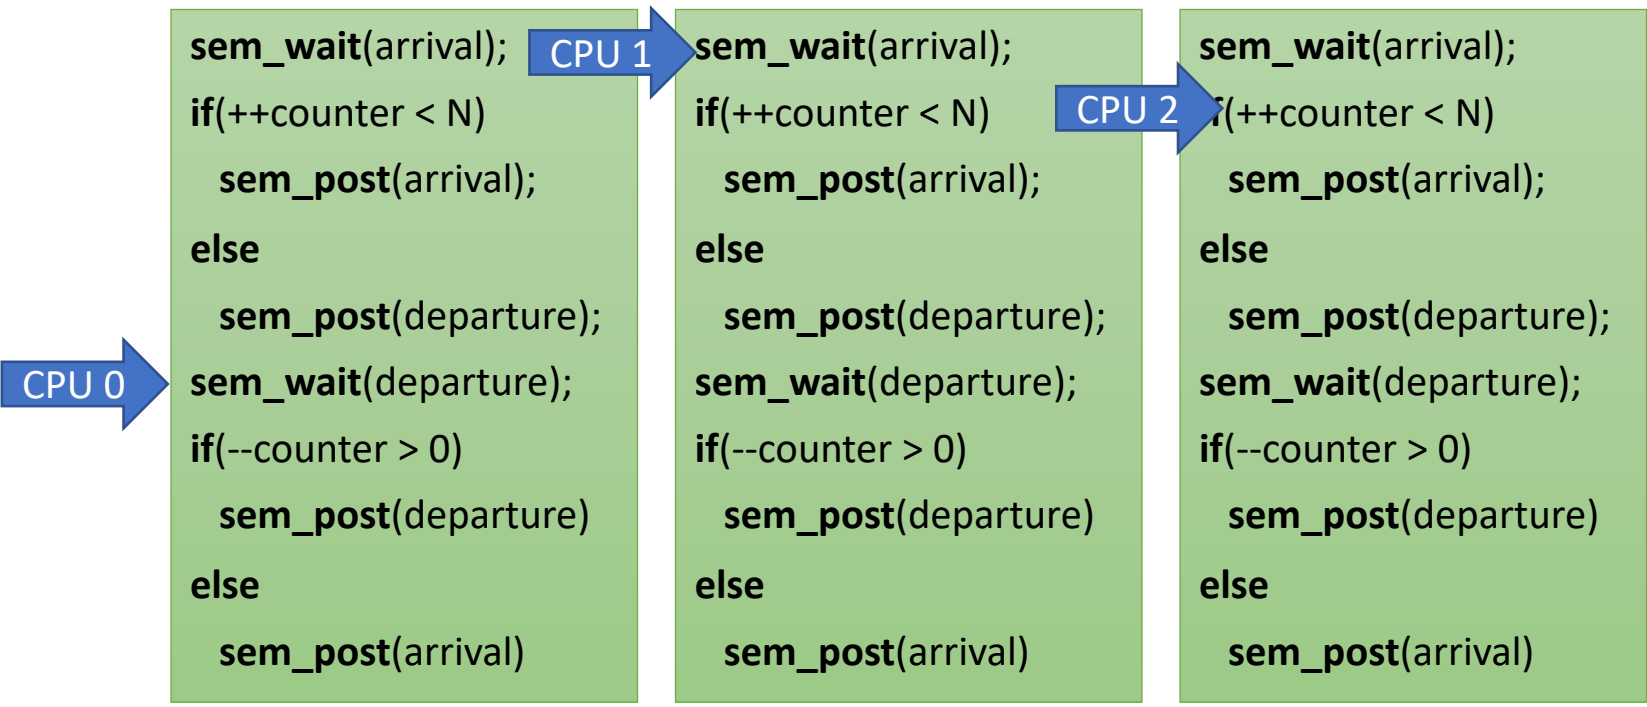 sem_wait(arrival);
if(++counter < N)
sem_post(arrival);
else
sem_post(departure);
CPU 0
sem_wait(departure);
if(--counter > 0)
sem_post(departure)
else
sem_post(arrival)
CPU 1
sem_wait(arrival);
if(++counter < N)
sem_post(arrival);
else
sem_post(departure);
sem_wait(departure);
if(--counter > 0)
sem_post(departure)
else
sem_post(arrival)
sem_wait(arrival);
CPU 2
if(++counter < N)
sem_post(arrival);
else
sem_post(departure);
sem_wait(departure);
if(--counter > 0)
sem_post(departure)
else
sem_post(arrival)